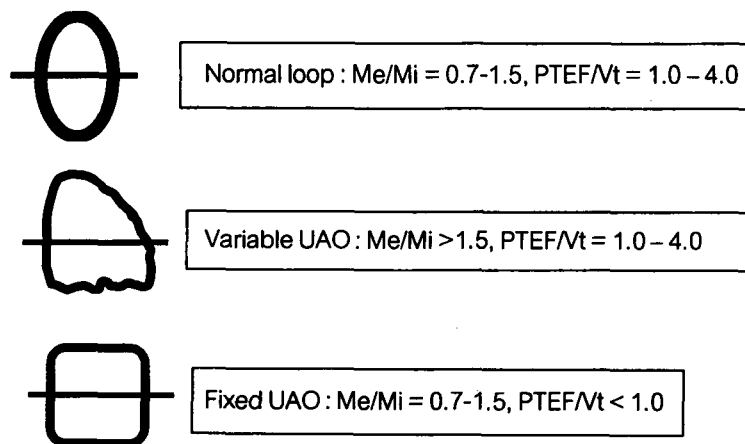 Normal loop : Me/Mi = 0.7-1.5, PTEF/Vt = 1.0 – 4.0
Variable UAO : Me/Mi >1.5, PTEF/Vt = 1.0 – 4.0
Fixed UAO : Me/Mi = 0.7-1.5, PTEF/Vt < 1.0